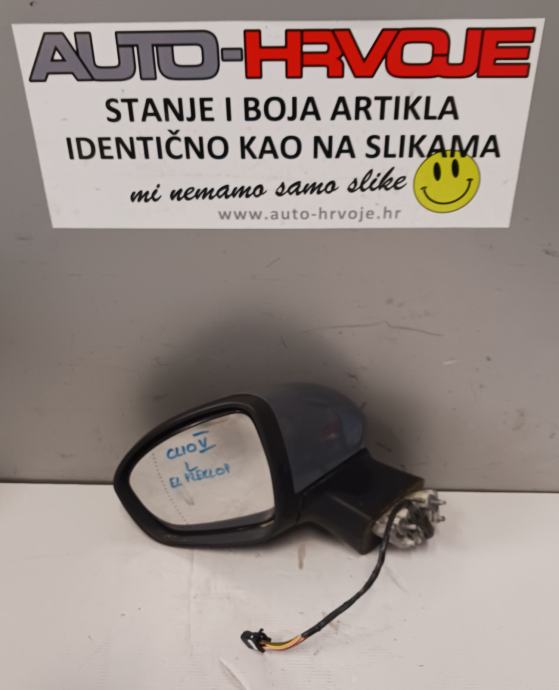 AUTO-HRVOJE
STANJE I BOJA ARTIKLA
IDENTIČNO KAO NA SLIKAMA
mi nemamo samo slike
www.auto-hrvoje.hr
CLIO V
L
EL PREKLOP